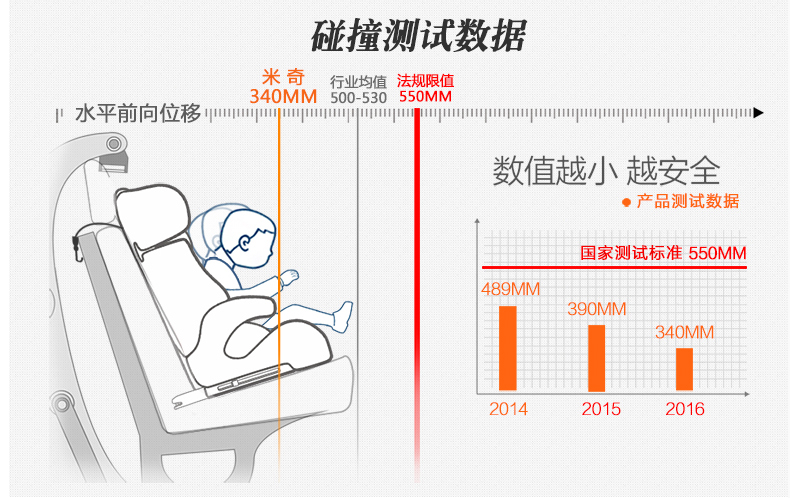 碰撞测试数据
米奇
340MM
行业均值
500-530
法规限值
550MM
水平前向位移
数值越小 越安全
产品测试数据
国家测试标准 550MM
489MM
390MM
340MM
2014
2015
2016